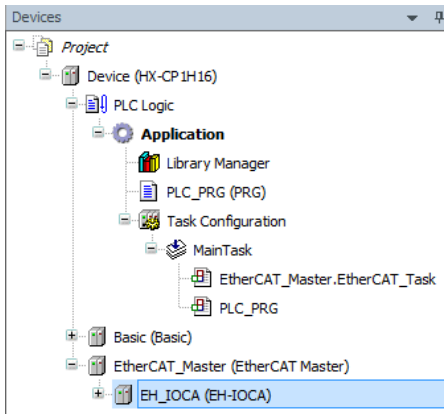 Devices
Project
Device (HX-CP1H16)
PLC Logic
Application
Library Manager
PLC_PRG (PRG)
Task Configuration
MainTask
EtherCAT_Master.EtherCAT_Task
PLC_PRG
Basic (Basic)
EtherCAT_Master (EtherCAT Master)
EH_IOCA (EH-IOCA)